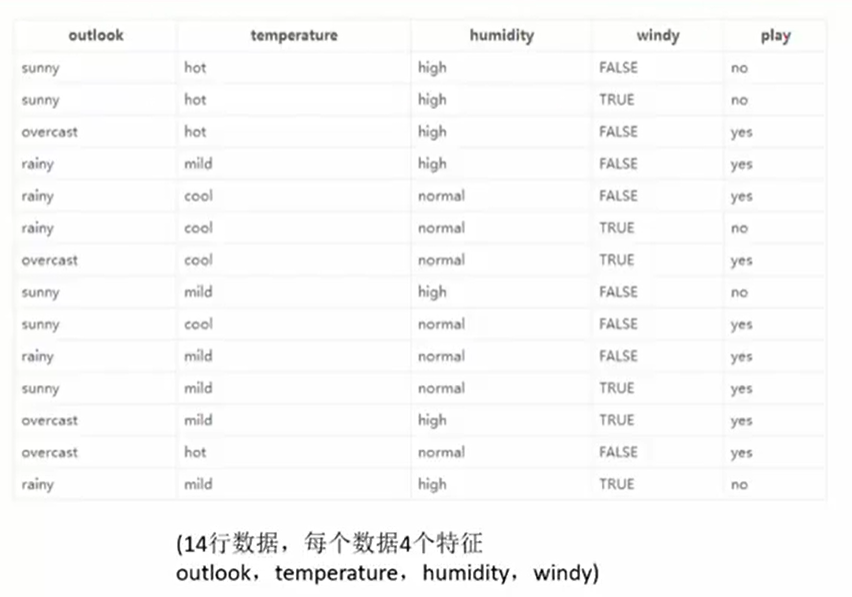 outlook temperature humidity windy play
sunny hot high FALSE no
sunny hot high TRUE no
overcast hot high FALSE yes
rainy mild high FALSE yes
rainy cool normal FALSE yes
rainy cool normal TRUE no
overcast cool normal TRUE yes
sunny mild high FALSE no
sunny cool normal FALSE yes
rainy mild normal FALSE yes
sunny mild normal TRUE yes
overcast mild high TRUE yes
overcast hot normal FALSE yes
rainy mild high TRUE no
(14行数据，每个数据4个特征
outlook，temperature，humidity，windy)